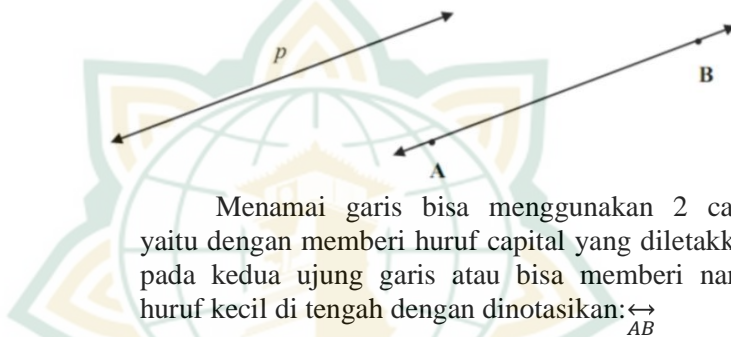 p
B
A
Menamai garis bisa menggunakan 2 ca
yaitu dengan memberi huruf capital yang diletakk
pada kedua ujung garis atau bisa memberi nar
huruf kecil di tengah dengan dinotasikan:↔
AB